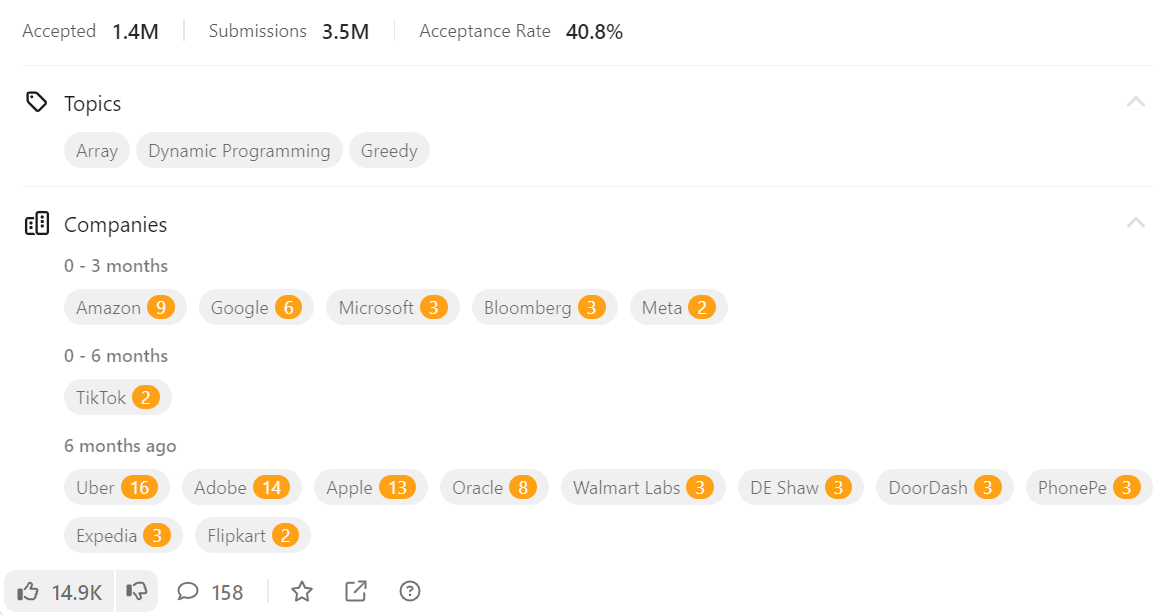 Accepted 1.4M Submissions 3.5M Acceptance Rate 40.8%
Topics
Array Dynamic Programming Greedy
Companies
0 - 3 months
Amazon 9 Google 6 Microsoft 3 Bloomberg 3 Meta 2
0 - 6 months
TikTok 2
6 months ago
Uber 16 Adobe 14 Apple 13 Oracle 8 Walmart Labs 3 DE Shaw 3 DoorDash 3 PhonePe 3
Expedia 3 Flipkart 2
14.9K 158